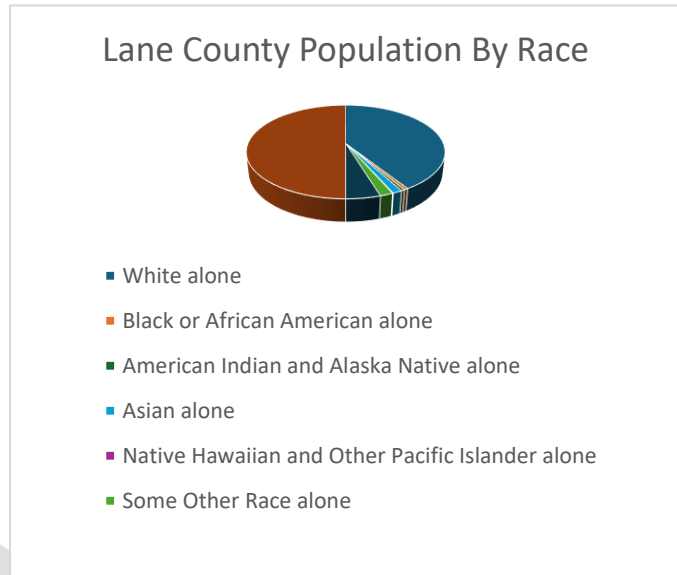 Lane County Population By Race
White alone
Black or African American alone
American Indian and Alaska Native alone
Asian alone
Native Hawaiian and Other Pacific Islander alone
Some Other Race alone